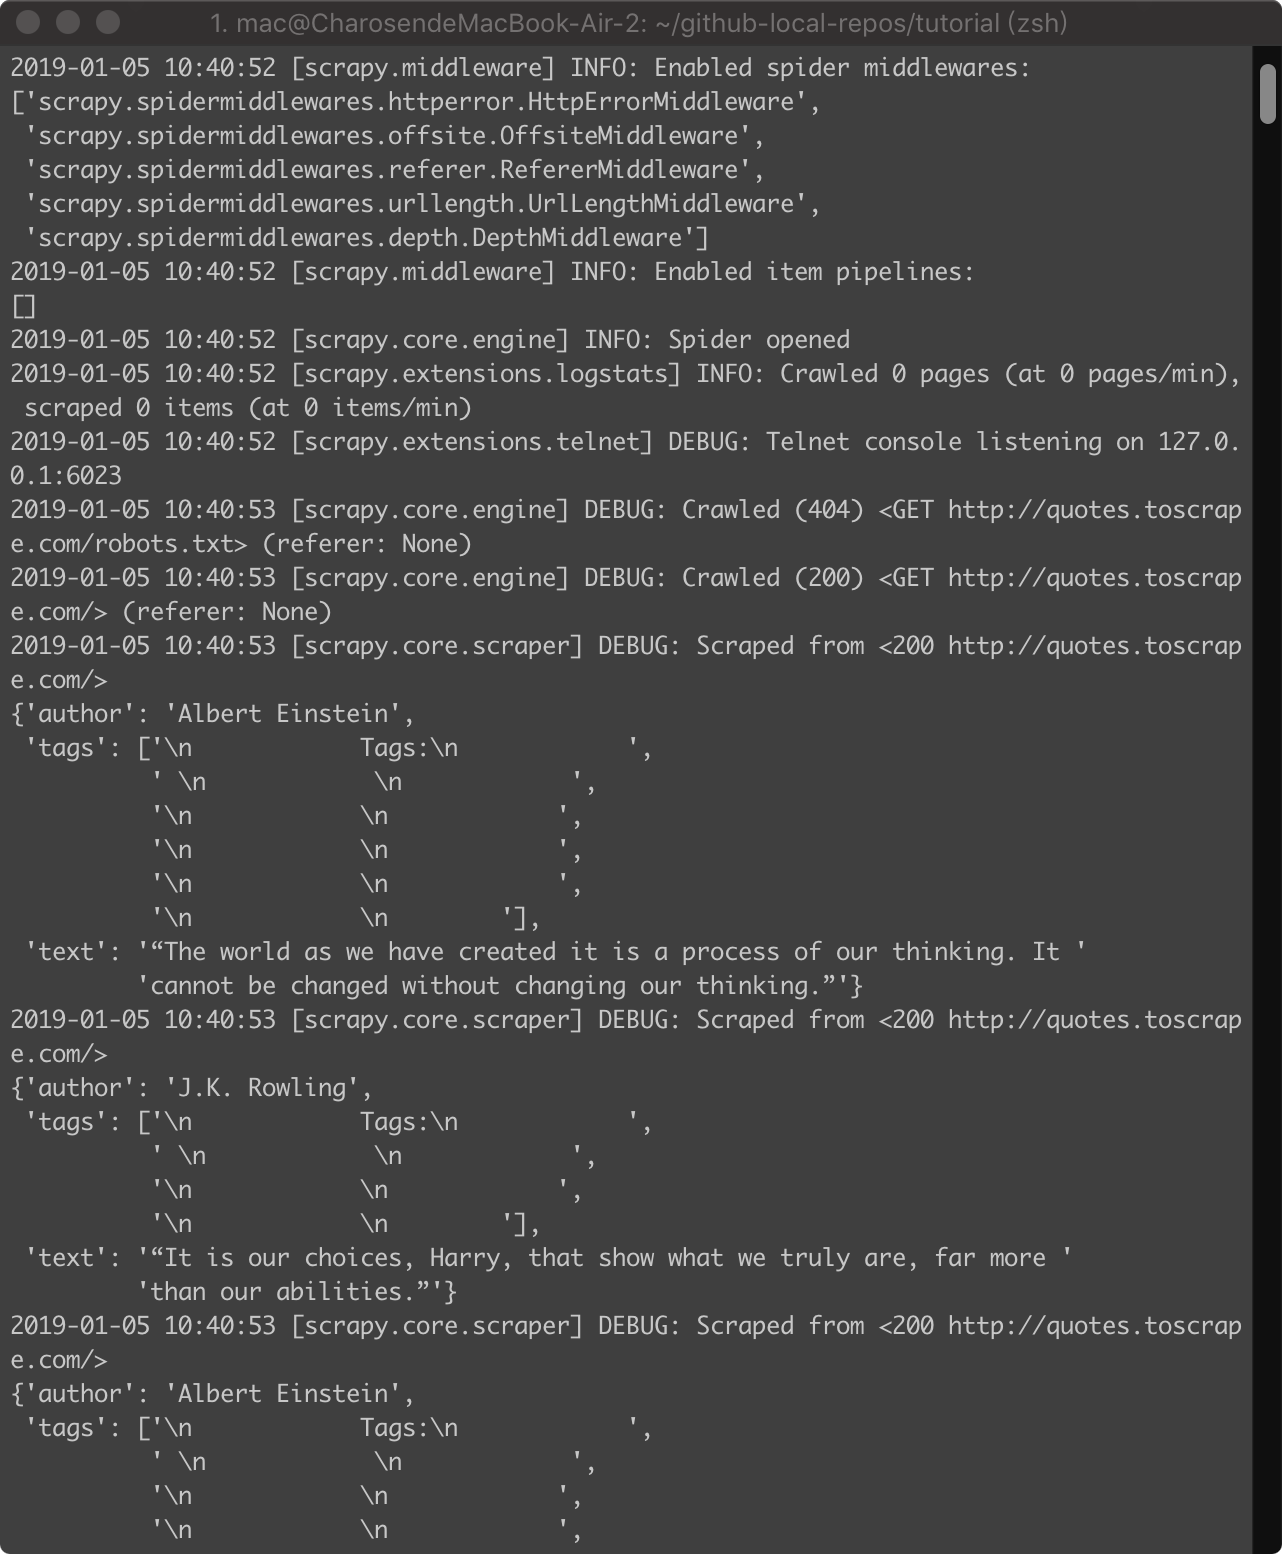 1. mac@CharosendeMacBook-Air-2: ~/github-local-repos/tutorial (zsh)
2019-01-05 10:40:52 [scrapy.middleware] INFO: Enabled spider middlewares:
['scrapy.spidermiddlewares.httperror.HttpErrorMiddleware',
 'scrapy.spidermiddlewares.offsite.OffsiteMiddleware',
 'scrapy.spidermiddlewares.referer.RefererMiddleware',
 'scrapy.spidermiddlewares.urllength.UrlLengthMiddleware',
 'scrapy.spidermiddlewares.depth.DepthMiddleware']
2019-01-05 10:40:52 [scrapy.middleware] INFO: Enabled item pipelines:
[]
2019-01-05 10:40:52 [scrapy.core.engine] INFO: Spider opened
2019-01-05 10:40:52 [scrapy.extensions.logstats] INFO: Crawled 0 pages (at 0 pages/min),
 scraped 0 items (at 0 items/min)
2019-01-05 10:40:52 [scrapy.extensions.telnet] DEBUG: Telnet console listening on 127.0.
0.1:6023
2019-01-05 10:40:53 [scrapy.core.engine] DEBUG: Crawled (404) <GET http://quotes.toscrap
e.com/robots.txt> (referer: None)
2019-01-05 10:40:53 [scrapy.core.engine] DEBUG: Crawled (200) <GET http://quotes.toscrap
e.com/> (referer: None)
2019-01-05 10:40:53 [scrapy.core.scraper] DEBUG: Scraped from <200 http://quotes.toscrap
e.com/>
{'author': 'Albert Einstein',
 'tags': ['\n            Tags:\n            ',
          ' \n            \n            ',
          '\n            \n            ',
          '\n            \n            ',
          '\n            \n            ',
          '\n            \n        '],
 'text': '“The world as we have created it is a process of our thinking. It '
         'cannot be changed without changing our thinking.”'}
2019-01-05 10:40:53 [scrapy.core.scraper] DEBUG: Scraped from <200 http://quotes.toscrap
e.com/>
{'author': 'J.K. Rowling',
 'tags': ['\n            Tags:\n            ',
          ' \n            \n            ',
          '\n            \n            ',
          '\n            \n        '],
 'text': '“It is our choices, Harry, that show what we truly are, far more '
         'than our abilities.”'}
2019-01-05 10:40:53 [scrapy.core.scraper] DEBUG: Scraped from <200 http://quotes.toscrap
e.com/>
{'author': 'Albert Einstein',
 'tags': ['\n            Tags:\n            ',
          ' \n            \n            ',
          '\n            \n            ',
          '\n            \n            ',